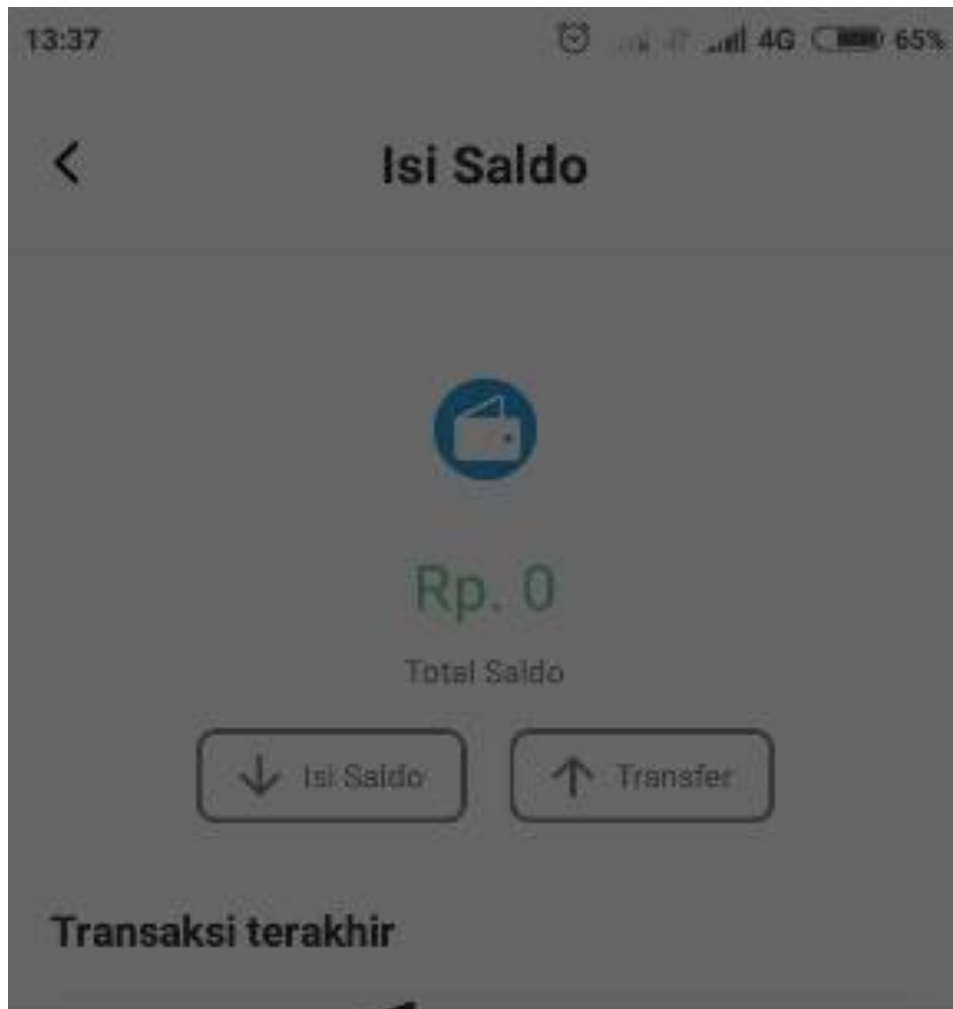 13:37 4G 65%
Isi Saldo
Rp. 0
Total Saldo
Isi Saldo Transfer
Transaksi terakhir